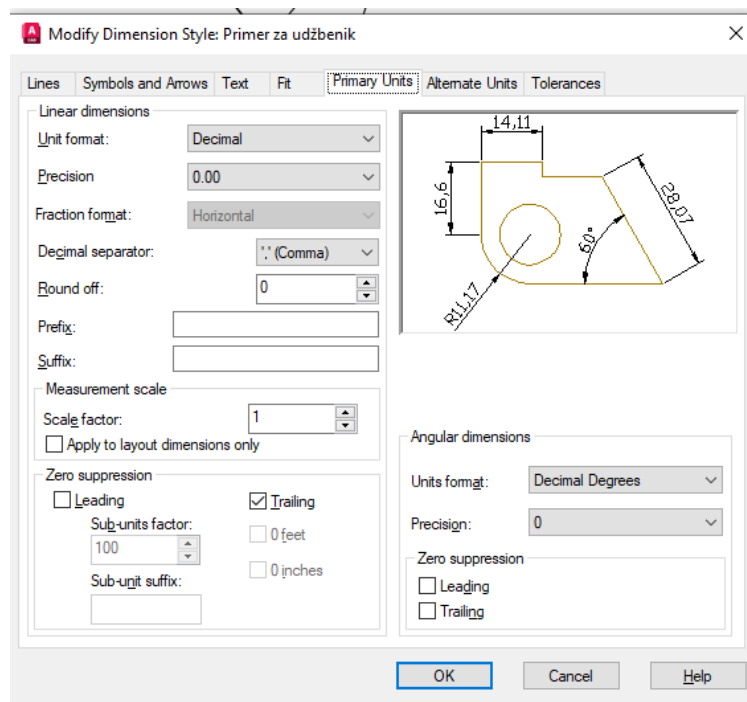 Modify Dimension Style: Primer za udžbenik
Lines Symbols and Arrows Text Fit Primary Units Alternate Units Tolerances
Linear dimensions
Unit format: Decimal
Precision 0.00
Fraction format: Horizontal
Decimal separator: ',' (Comma)
Round off: 0
Prefix:
Suffix:
Measurement scale
Scale factor: 1
Apply to layout dimensions only
Zero suppression
Leading
Trailing
Sub-units factor:
0 feet
100
0 inches
Sub-unit suffix:
14,11
16,6
28,07
60°
R11,17
Angular dimensions
Units format: Decimal Degrees
Precision: 0
Zero suppression
Leading
Trailing
OK Cancel Help